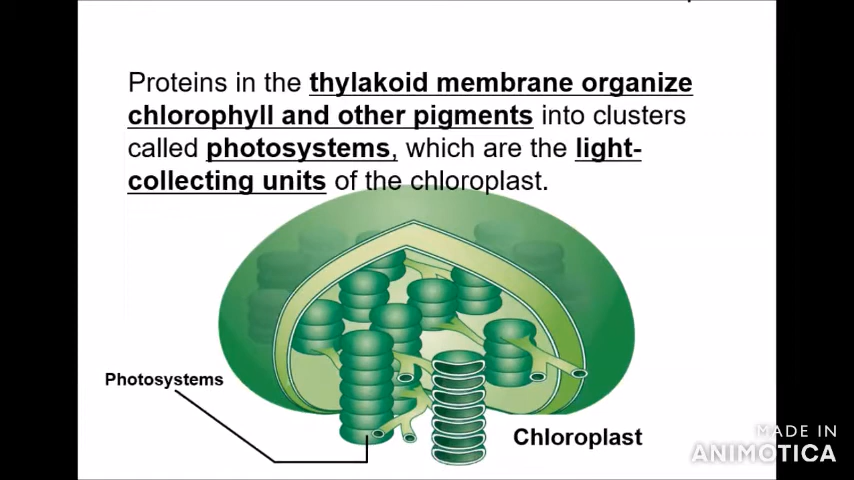 Proteins in the thylakoid membrane organize
chlorophyll and other pigments into clusters
called photosystems, which are the light-
collecting units of the chloroplast.
Photosystems
Chloroplast
MADE IN
ANIMOTICA